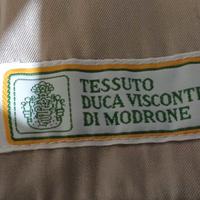 TESSUTO
DUCA VISCONTI
DI MODRONE